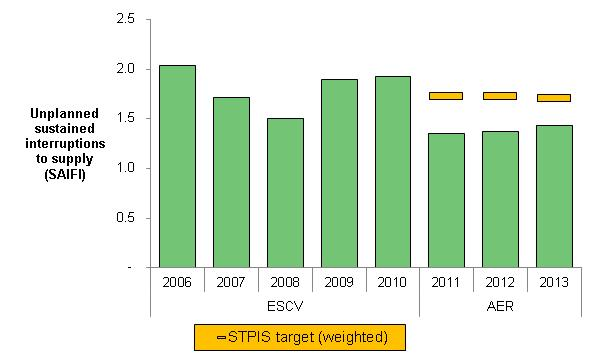 2.5
2.0
1.5
1.0
0.5
-
Unplanned
sustained
interruptions
to supply
(SAIFI)
2006 2007 2008 2009 2010 2011 2012 2013
ESCV AER
STPIS target (weighted)